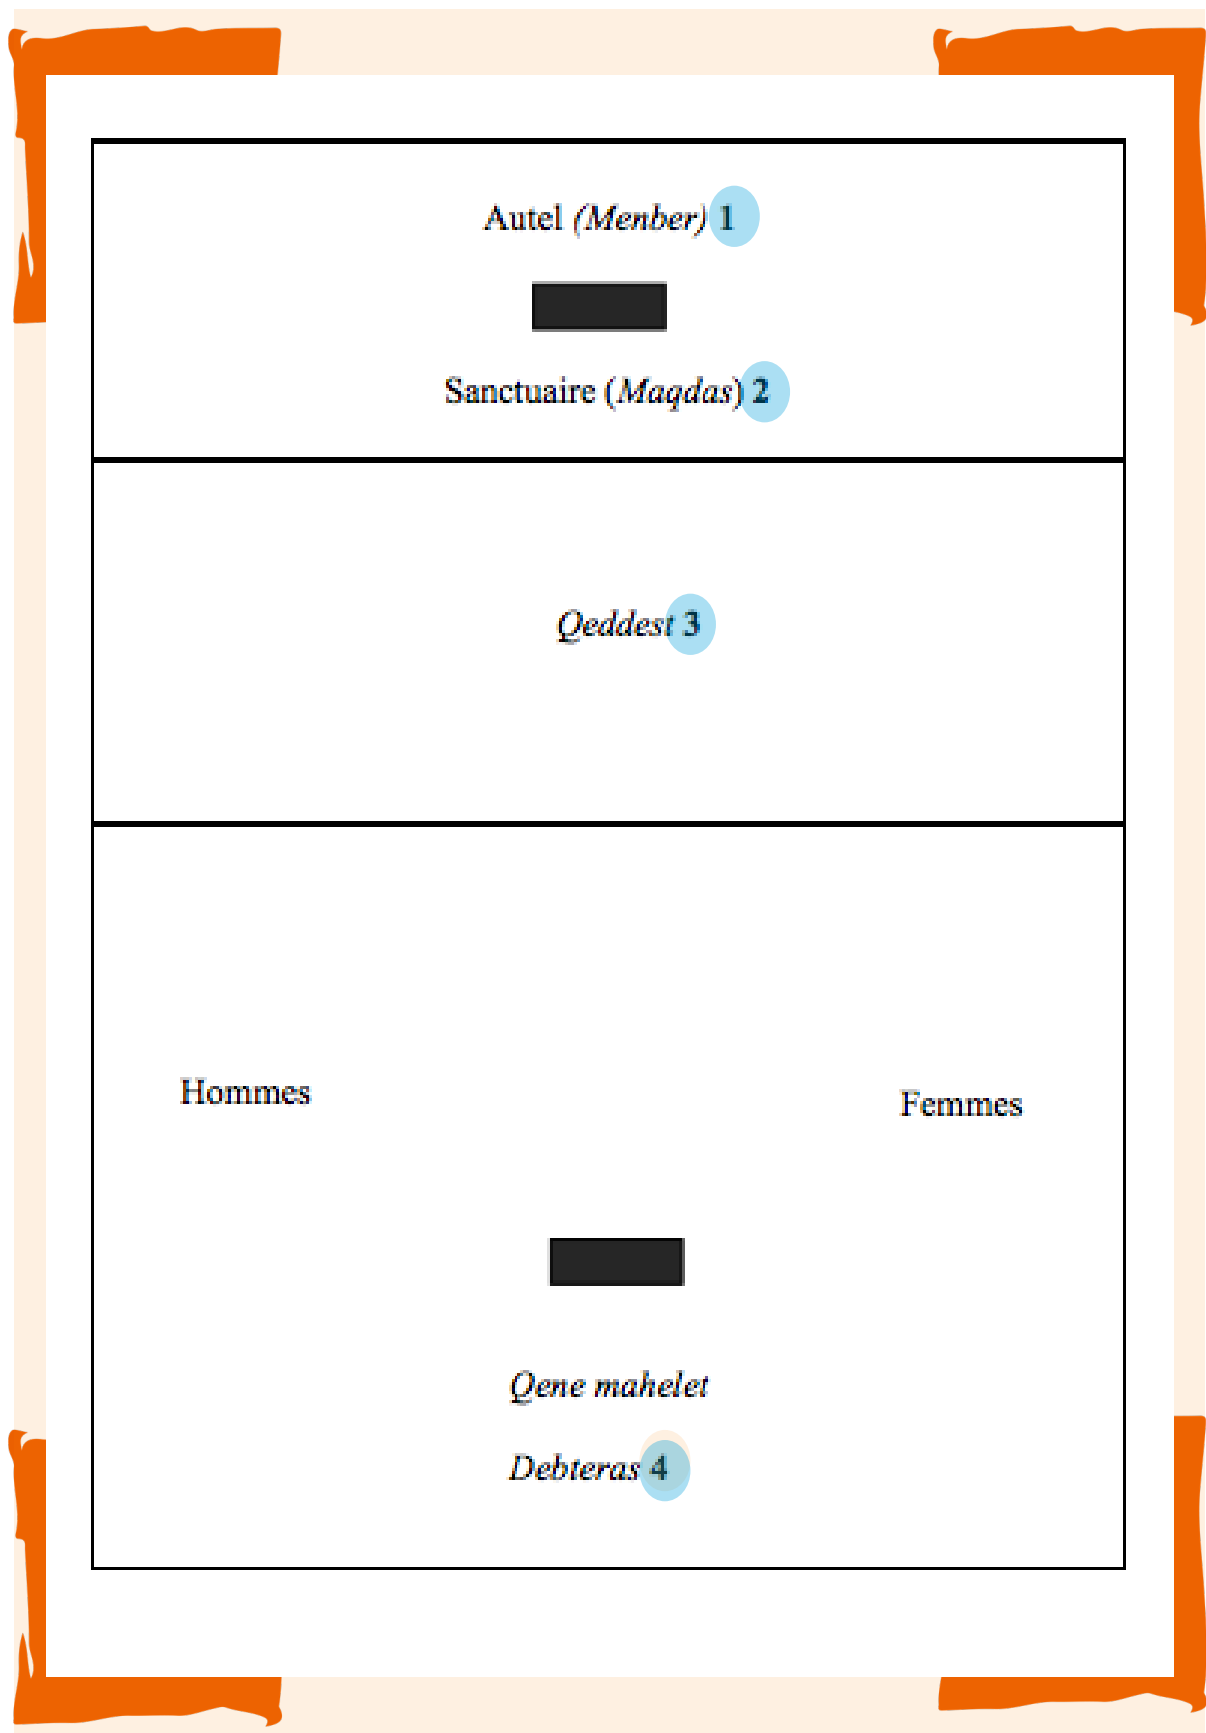 Autel (Menber) 1
Sanctuaire (Maqdas) 2
Qeddest 3
Hommes
Femmes
Qene mahelet
Debteras 4